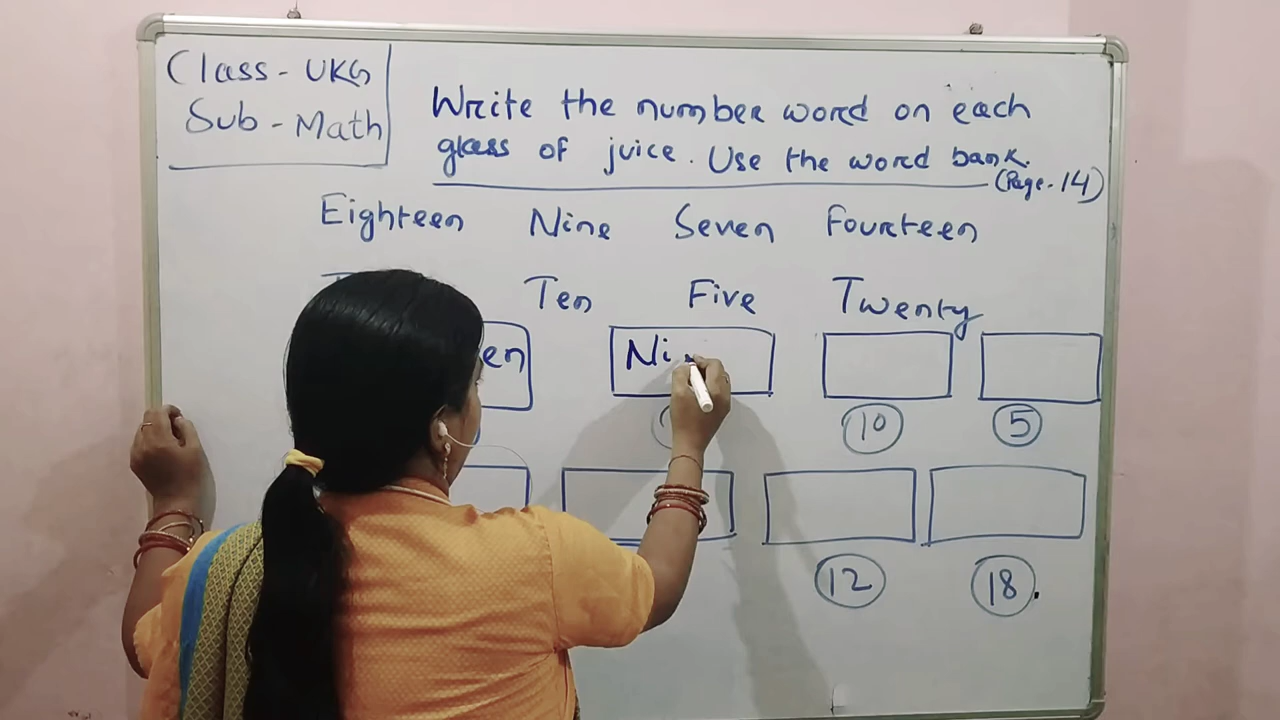 Class - UKG
Sub - Math
Write the number word on each
glass of juice. Use the word bank.
(Page - 14)
Eighteen Nine Seven Fourteen
Ten Five Twenty
en Ni
10 5
12 18.